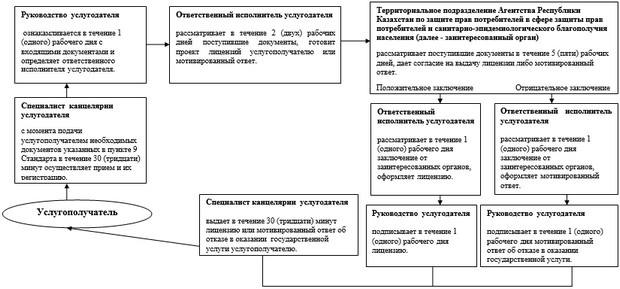 Руководство услугодателя
ознакамливается в течение 1
(одного) рабочего дня с
входящими документами и
определяет ответственного
исполнителя услугодателя.
Ответственный исполнитель услугодателя
рассматривает в течение 2 (двух) рабочих
дней поступившие документы, готовит
проект лицензий услугополучателю или
мотивированный ответ.
Территориальное подразделение Агентства Республики
Казахстан по защите прав потребителей в сфере защиты прав
потребителей и санитарно-эпидемиологического благополучия
населения (далее - заинтересованный орган)
рассматривает поступившие документы в течение 5 (пяти) рабочих
дней, дает согласие на выдачу лицензии либо мотивированный
ответ.
Положительное заключение
Отрицательное заключение
Специалист канцелярии
услугодателя
с момента подачи
услугополучателем необходимых
документов указанных в пункте 9
Стандарта в течение 30 (тридцати)
минут осуществляет прием и их
регистрацию.
Ответственный
исполнитель услугодателя
рассматривает в течение 1
(одного) рабочего дня
заключение от
заинтересованных органов,
оформляет лицензию.
Ответственный исполнитель
услугодателя
рассматривает в течение 1
(одного) рабочего дня
заключение от
заинтересованных органов,
оформляет мотивированный
ответ.
Услугополучатель
Специалист канцелярии услугодателя
выдает в течение 30 (тридцати) минут
лицензию или мотивированный ответ об
отказе в оказании государственной
услуги услугополучателю.
Руководство услугодателя
подписывает в течение 1
(одного) рабочего дня
лицензию.
Руководство услугодателя
подписывает в течение 1 (одного)
рабочего дня мотивированный
ответ об отказе в оказании
государственной услуги.